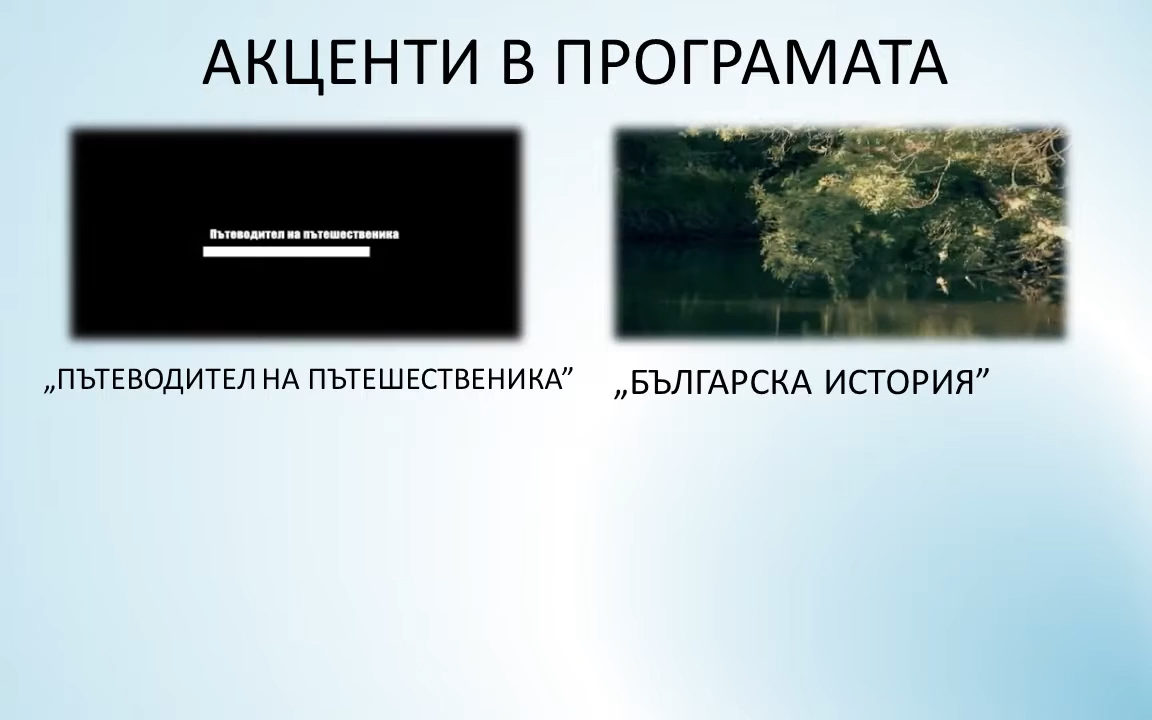 АКЦЕНТИ В ПРОГРАМАТА
Пътеводител на пътешественика
„ПЪТЕВОДИТЕЛ НА ПЪТЕШЕСТВЕНИКА”
„БЪЛГАРСКА ИСТОРИЯ”